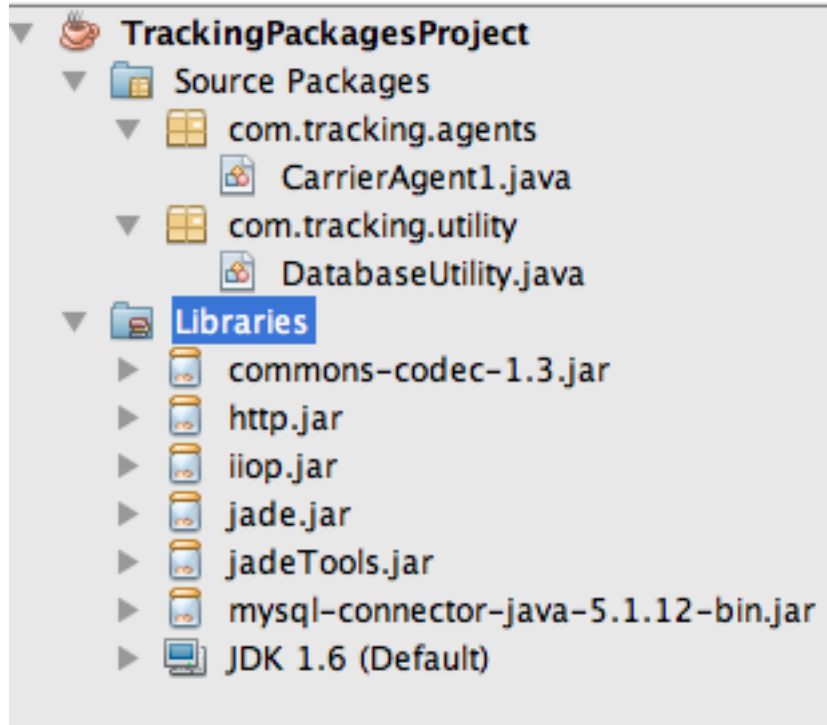 TrackingPackagesProject
Source Packages
com.tracking.agents
CarrierAgent1.java
com.tracking.utility
DatabaseUtility.java
Libraries
commons-codec-1.3.jar
http.jar
iiop.jar
jade.jar
jadeTools.jar
mysql-connector-java-5.1.12-bin.jar
JDK 1.6 (Default)